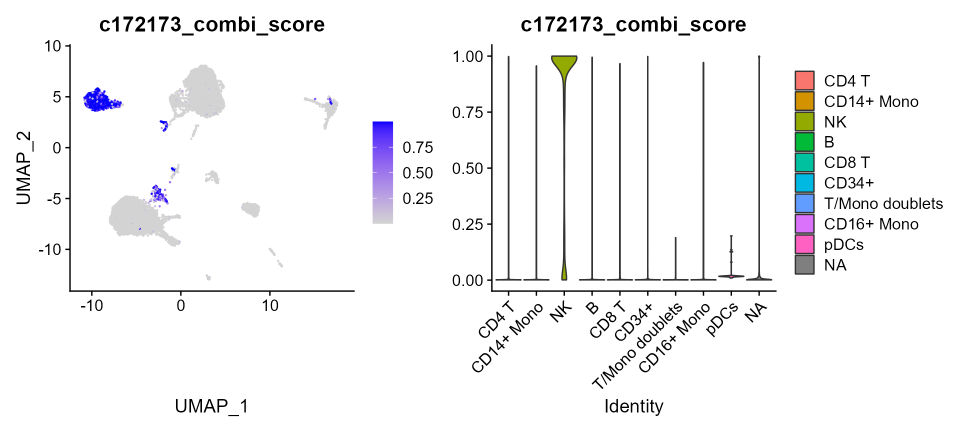 c172173_combi_score
UMAP_2
10
5
0
-5
-10
-10
0
10
UMAP_1
0.75
0.50
0.25
c172173_combi_score
1.00
0.75
0.50
0.25
0.00
CD4 T
CD14+ Mono
NK
B
CD8 T
CD34+
T/Mono doublets
CD16+ Mono
pDCs
NA
Identity
CD4 T
CD14+ Mono
NK
B
CD8 T
CD34+
T/Mono doublets
CD16+ Mono
pDCs
NA